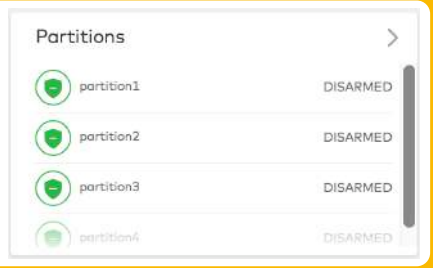 Partitions
partition1 DISARMED
partition2 DISARMED
partition3 DISARMED
partition4 DISARMED